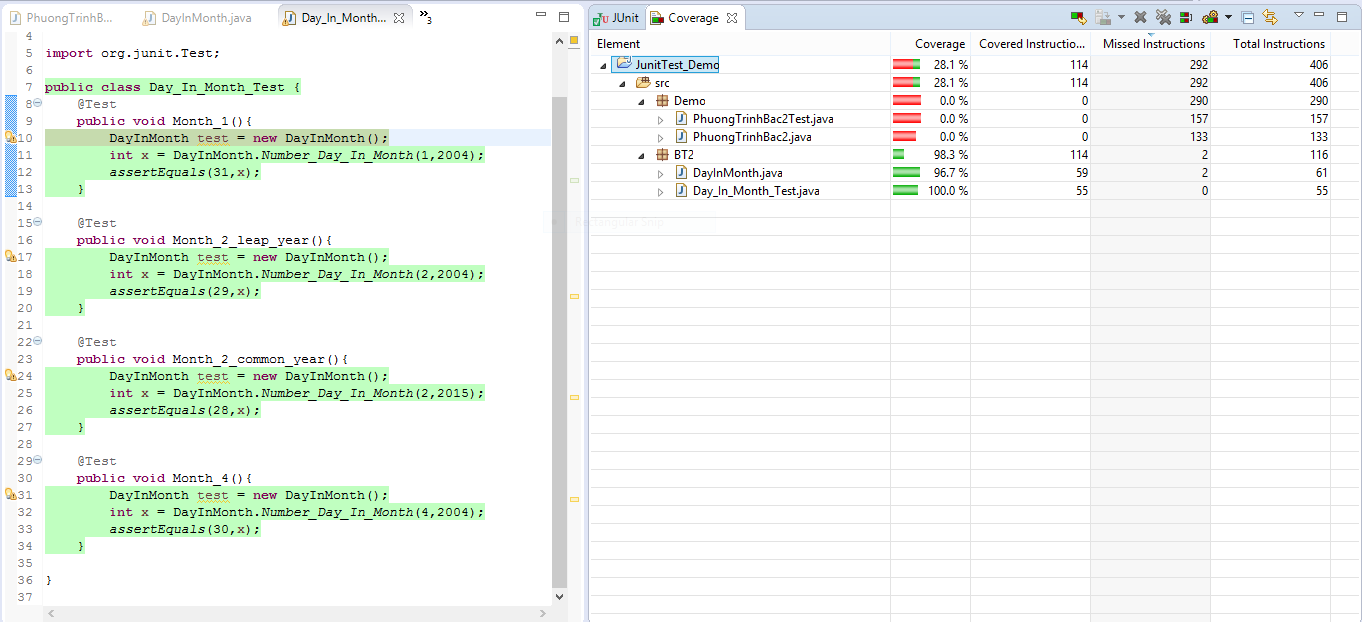 PhuongTrinhB... DayInMonth.java Day_In_Month... »3
4
5 import org.junit.Test;
6
7 public class Day_In_Month_Test {
8 @Test
9 public void Month_1(){
10 DayInMonth test = new DayInMonth();
11 int x = DayInMonth.Number_Day_In_Month(1,2004);
12 assertEquals(31,x);
13 }
14
15 @Test
16 public void Month_2_leap_year(){
17 DayInMonth test = new DayInMonth();
18 int x = DayInMonth.Number_Day_In_Month(2,2004);
19 assertEquals(29,x);
20 }
21
22 @Test
23 public void Month_2_common_year(){
24 DayInMonth test = new DayInMonth();
25 int x = DayInMonth.Number_Day_In_Month(2,2015);
26 assertEquals(28,x);
27 }
28
29 @Test
30 public void Month_4(){
31 DayInMonth test = new DayInMonth();
32 int x = DayInMonth.Number_Day_In_Month(4,2004);
33 assertEquals(30,x);
34 }
35
36 }
37
JUnit Coverage
Element Coverage Covered Instructio... Missed Instructions Total Instructions
JunitTest_Demo 28.1 % 114 292 406
src 28.1 % 114 292 406
Demo 0.0 % 0 290 290
PhuongTrinhBac2Test.java 0.0 % 0 157 157
PhuongTrinhBac2.java 0.0 % 0 133 133
BT2 98.3 % 114 2 116
DayInMonth.java 96.7 % 59 2 61
Day_In_Month_Test.java 100.0 % 55 0 55
Rectangular Snip